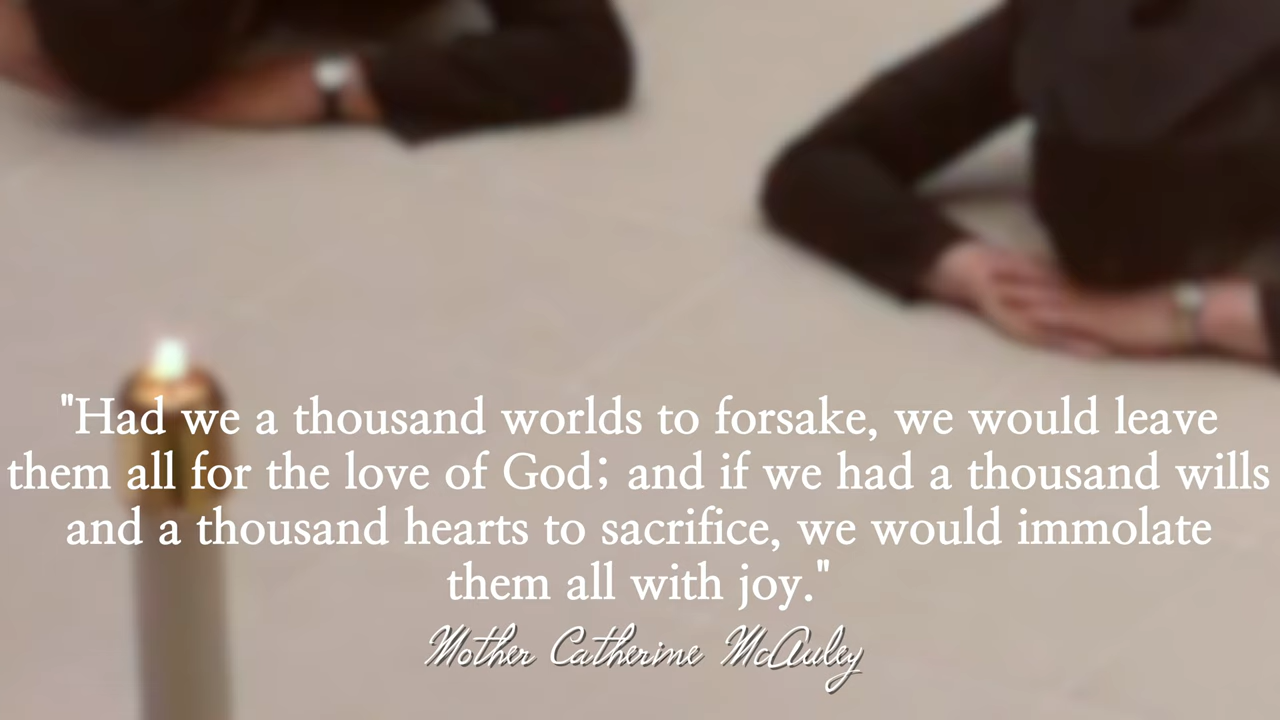 "Had we a thousand worlds to forsake, we would leave
them all for the love of God; and if we had a thousand wills
and a thousand hearts to sacrifice, we would immolate
them all with joy."
Mother Catherine McAuley